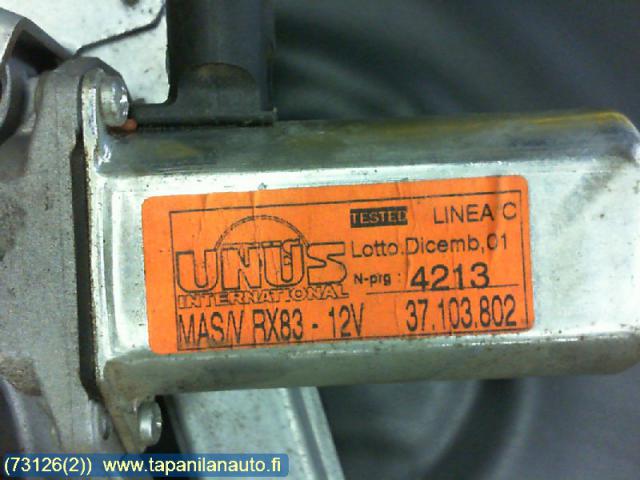 TESTED LINEA C
UNUS
INTERNATIONAL
Lotto.Dicemb,01
N-prg : 4213
MAS/V RX83 - 12V 37.103.802
(73126(2)) www.tapanilanauto.fi